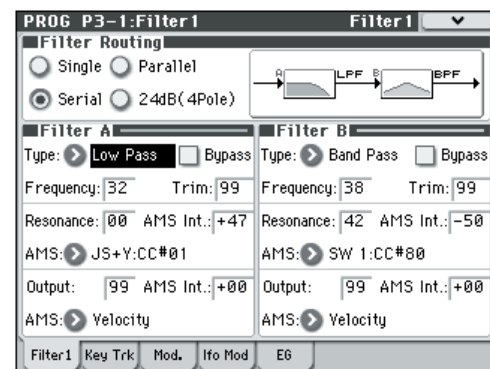 PROG P3-1:Filter1 Filter1
Filter Routing
Single Parallel
Serial 24dB(4Pole)
A LPF B BPF
Filter A
Type: Low Pass Bypass
Frequency: 32 Trim: 99
Resonance: 00 AMS Int.: +47
AMS: JS+Y:CC#01
Output: 99 AMS Int.: +00
AMS: Velocity
Filter B
Type: Band Pass Bypass
Frequency: 38 Trim: 99
Resonance: 42 AMS Int.: -50
AMS: SW 1:CC#80
Output: 99 AMS Int.: +00
AMS: Velocity
Filter1 Key Trk Mod. lfo Mod EG